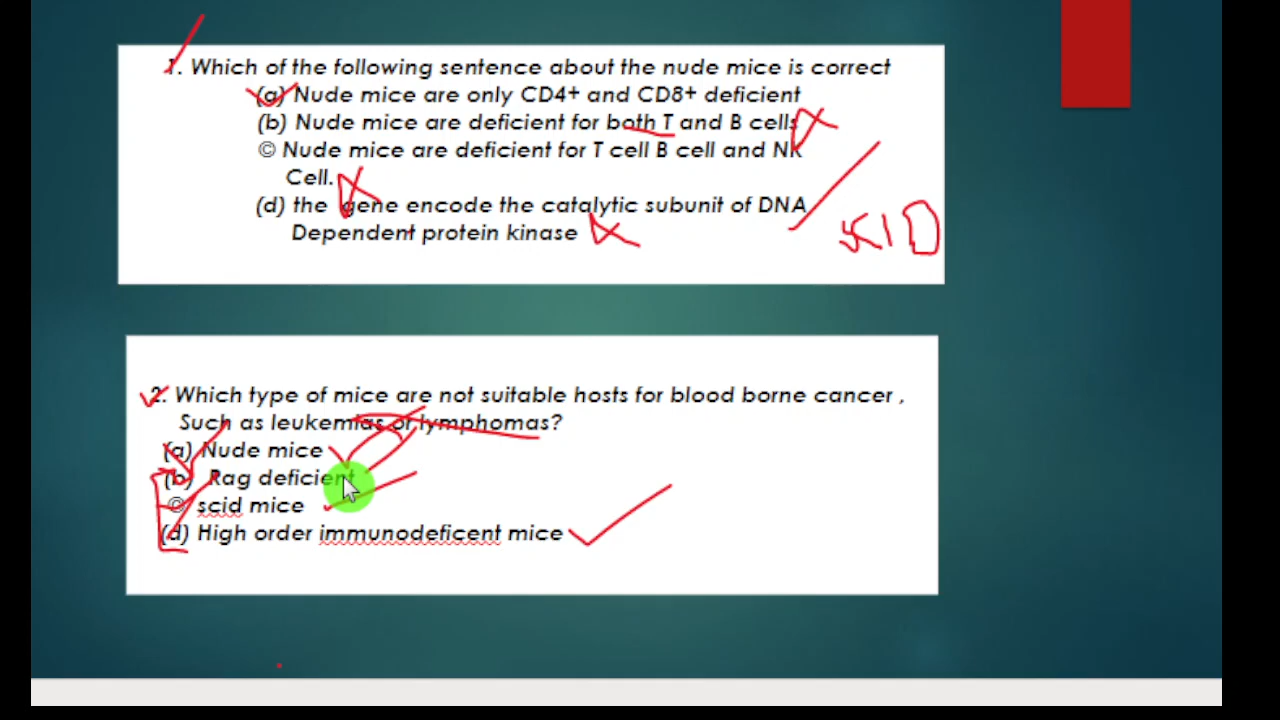 1. Which of the following sentence about the nude mice is correct
(a) Nude mice are only CD4+ and CD8+ deficient
(b) Nude mice are deficient for both T and B cells
© Nude mice are deficient for T cell B cell and NK
Cell.
(d) the gene encode the catalytic subunit of DNA
Dependent protein kinase
SCID
2. Which type of mice are not suitable hosts for blood borne cancer ,
Such as leukemias or lymphomas?
(a) Nude mice
(b) Rag deficient
© scid mice
(d) High order immunodeficent mice